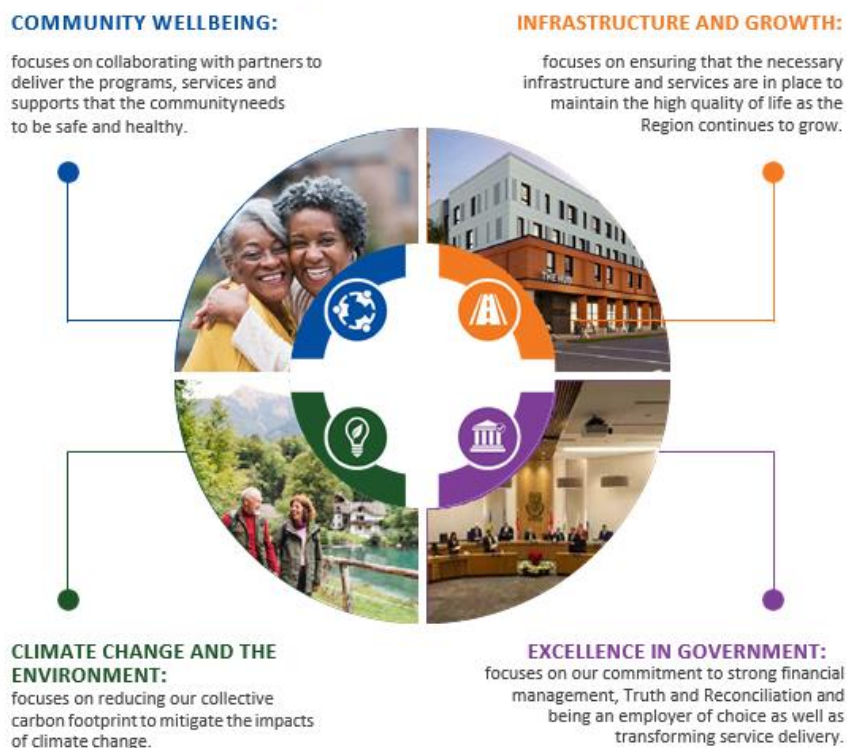 COMMUNITY WELLBEING:
focuses on collaborating with partners to
deliver the programs, services and
supports that the communityneeds
to be safe and healthy.
INFRASTRUCTURE AND GROWTH:
focuses on ensuring that the necessary
infrastructure and services are in place to
maintain the high quality of life as the
Region continues to grow.
THE HUB
CLIMATE CHANGE AND THE
ENVIRONMENT:
focuses on reducing our collective
carbon footprint to mitigate the impacts
of climate change.
EXCELLENCE IN GOVERNMENT:
focuses on our commitment to strong financial
management, Truth and Reconciliation and
being an employer of choice as well as
transforming service delivery.